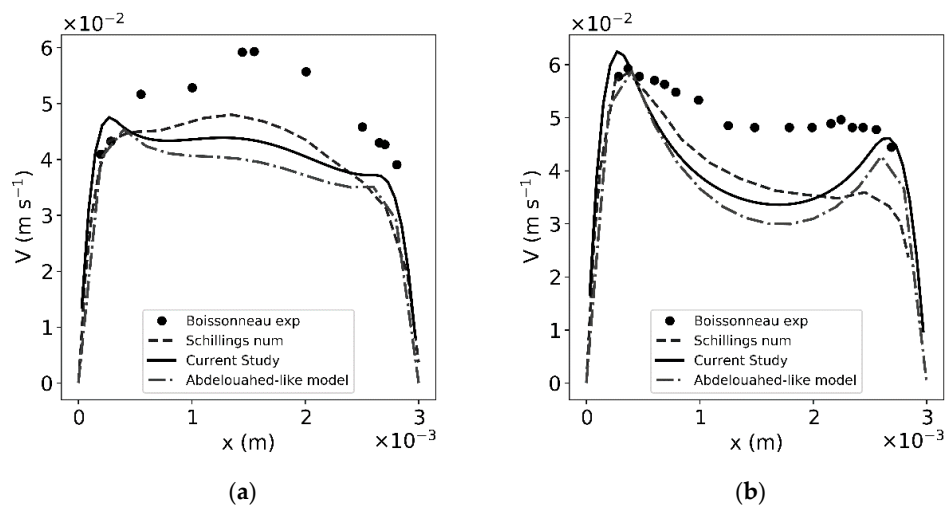 ×10⁻²
6
5
4
3
2
1
0
V (m s⁻¹)
Boissonneau exp
Schillings num
Current Study
Abdelouahed-like model
0
1
2
3
x (m)
×10⁻³
(a)
×10⁻²
6
5
4
3
2
1
0
V (m s⁻¹)
Boissonneau exp
Schillings num
Current Study
Abdelouahed-like model
0
1
2
3
x (m)
×10⁻³
(b)